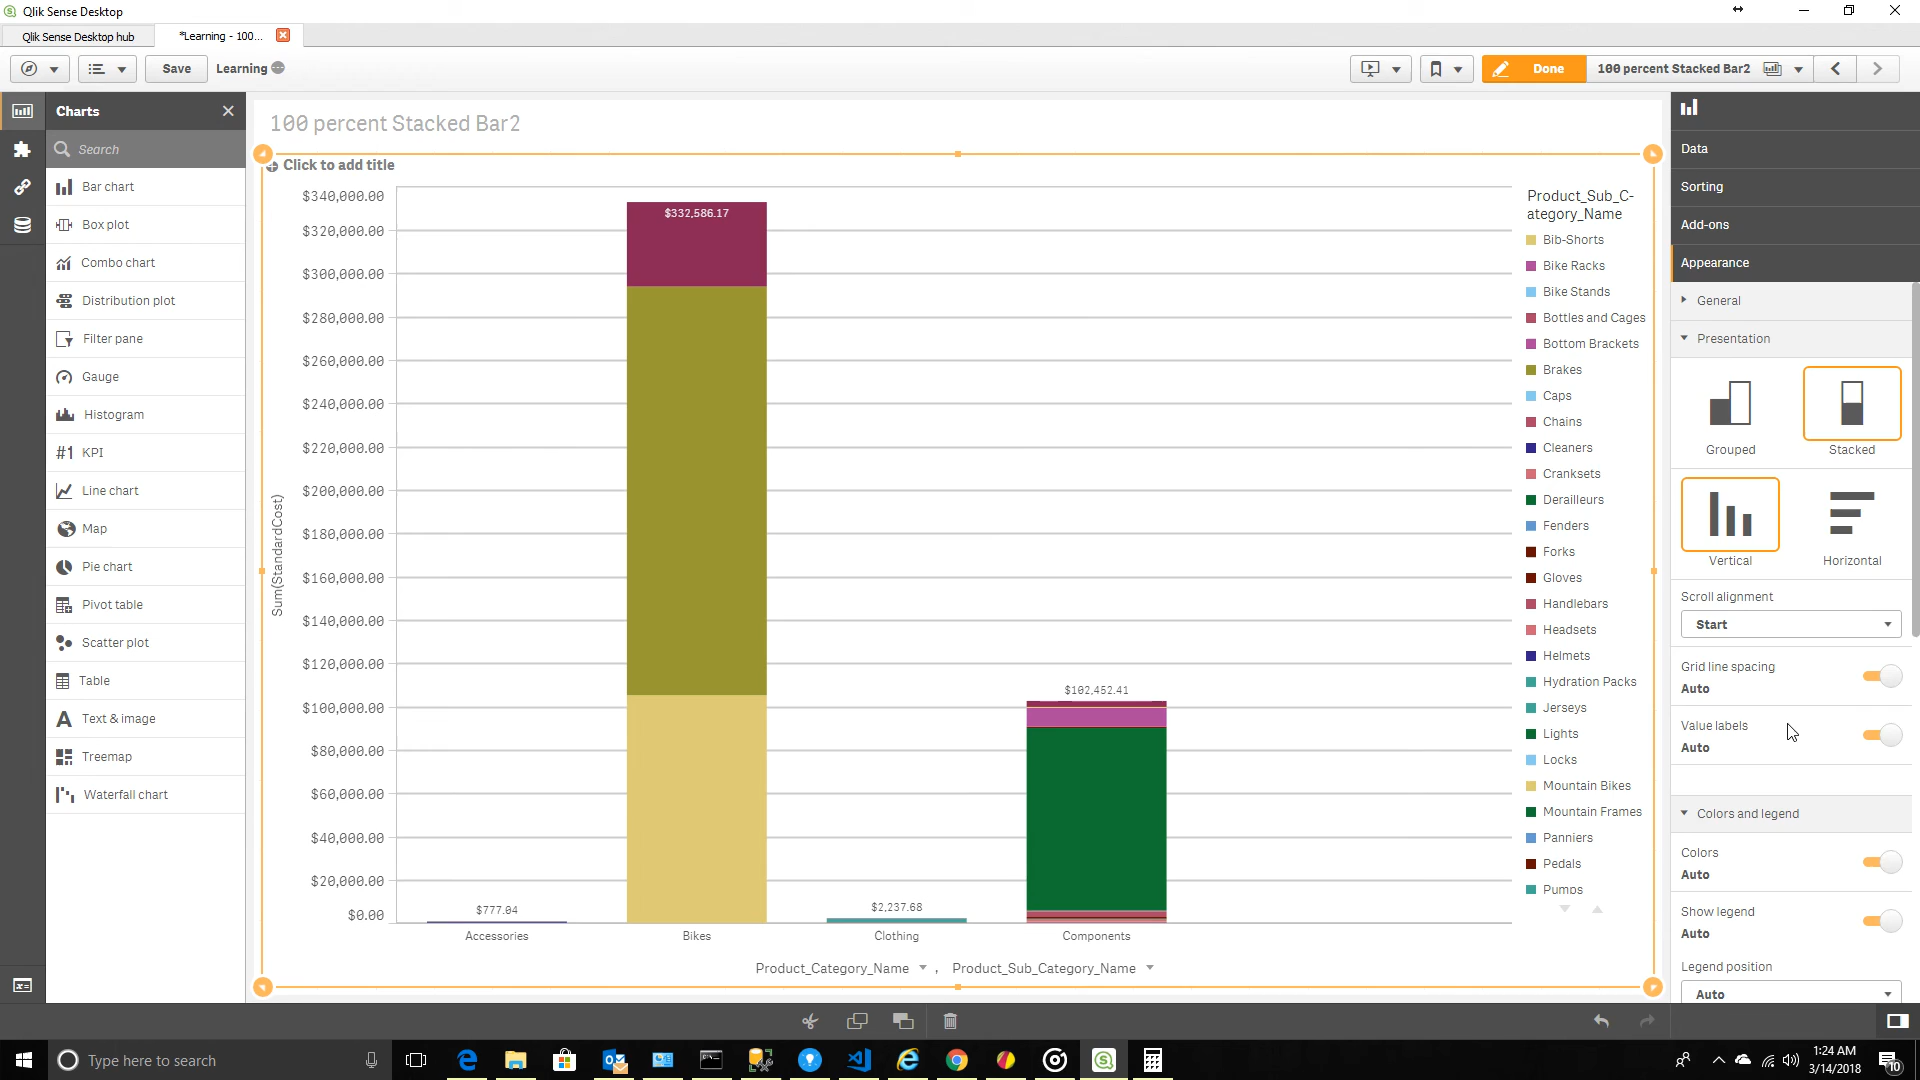 Qlik Sense Desktop
Qlik Sense Desktop hub
*Learning - 100...
Save
Learning
Done
100 percent Stacked Bar2
Charts
Search
Bar chart
Box plot
Combo chart
Distribution plot
Filter pane
Gauge
Histogram
#1 KPI
Line chart
Map
Pie chart
Pivot table
Scatter plot
Table
A Text & image
Treemap
Waterfall chart
100 percent Stacked Bar2
Click to add title
Sum(StandardCost)
$340,000.00
$320,000.00
$300,000.00
$280,000.00
$260,000.00
$240,000.00
$220,000.00
$200,000.00
$180,000.00
$160,000.00
$140,000.00
$120,000.00
$100,000.00
$80,000.00
$60,000.00
$40,000.00
$20,000.00
$0.00
$777.04
$332,586.17
$2,237.68
$102,452.41
Accessories
Bikes
Clothing
Components
Product_Category_Name , Product_Sub_Category_Name
Product_Sub_C-
ategory_Name
Bib-Shorts
Bike Racks
Bike Stands
Bottles and Cages
Bottom Brackets
Brakes
Caps
Chains
Cleaners
Cranksets
Derailleurs
Fenders
Forks
Gloves
Handlebars
Headsets
Helmets
Hydration Packs
Jerseys
Lights
Locks
Mountain Bikes
Mountain Frames
Panniers
Pedals
Pumps
Data
Sorting
Add-ons
Appearance
General
Presentation
Grouped
Stacked
Vertical
Horizontal
Scroll alignment
Start
Grid line spacing
Auto
Value labels
Auto
Colors and legend
Colors
Auto
Show legend
Auto
Legend position
Auto
Type here to search
1:24 AM
3/14/2018
10